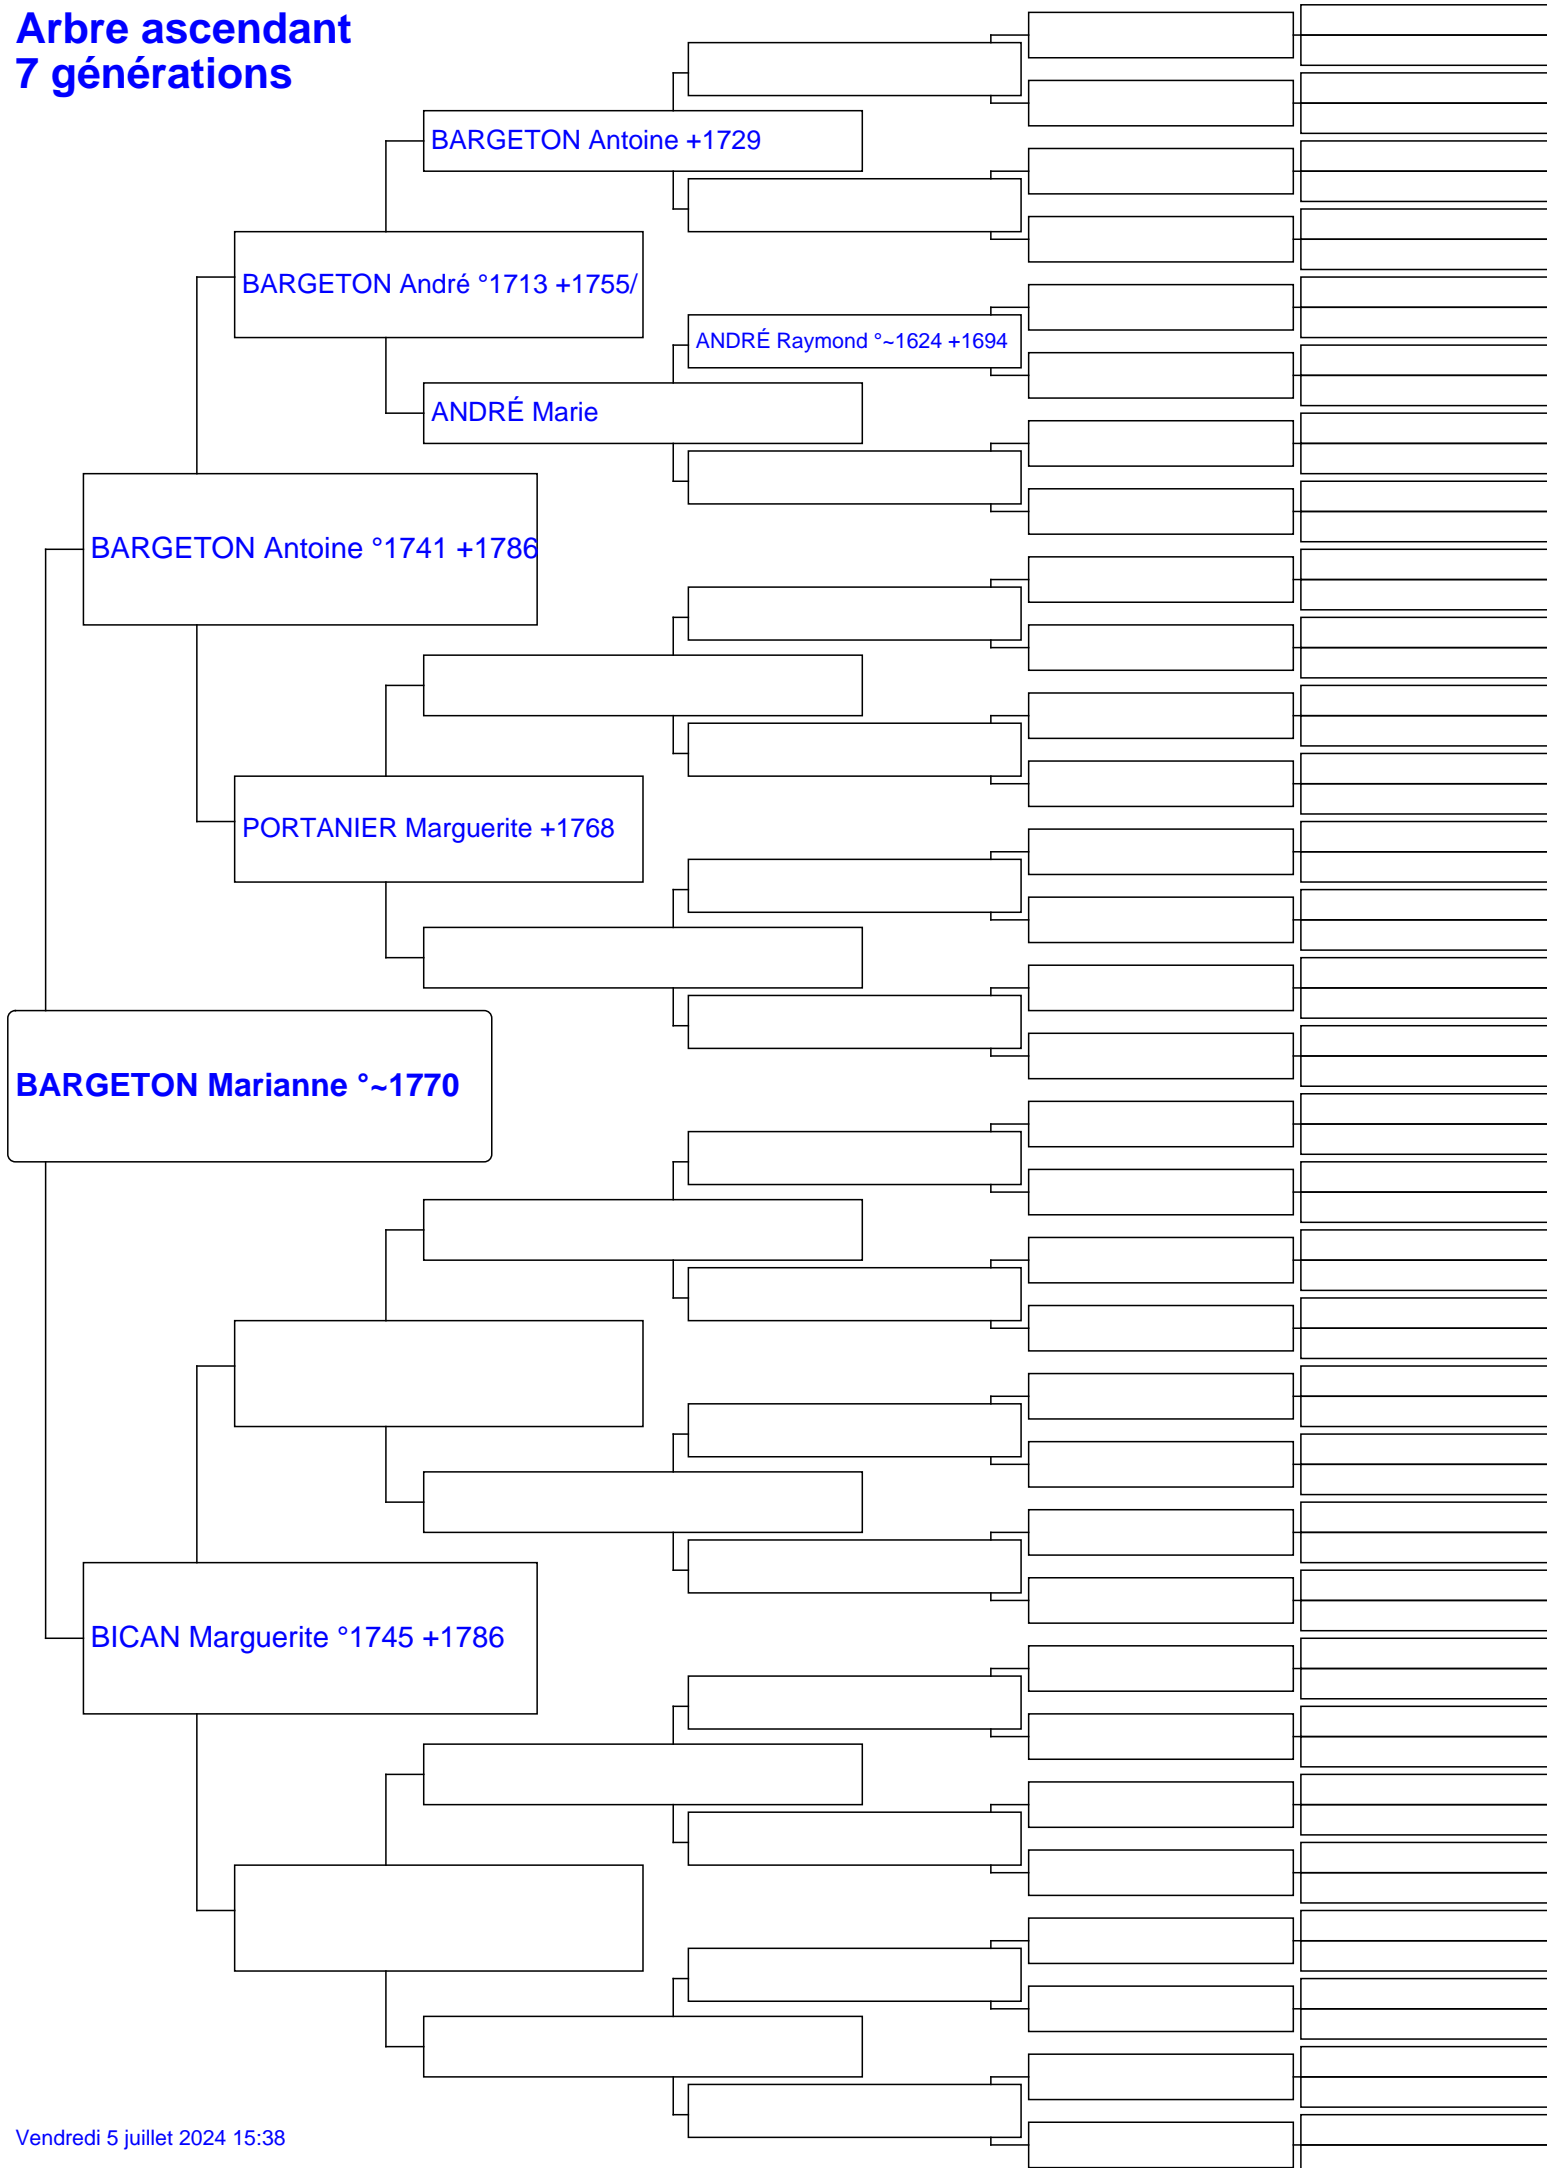 Arbre ascendant
7 générations
BARGETON Antoine +1729
BARGETON André °1713 +1755/
ANDRÉ Raymond °~1624 +1694
ANDRÉ Marie
BARGETON Antoine °1741 +1786
PORTANIER Marguerite +1768
BARGETON Marianne °~1770
BICAN Marguerite °1745 +1786
Vendredi 5 juillet 2024 15:38